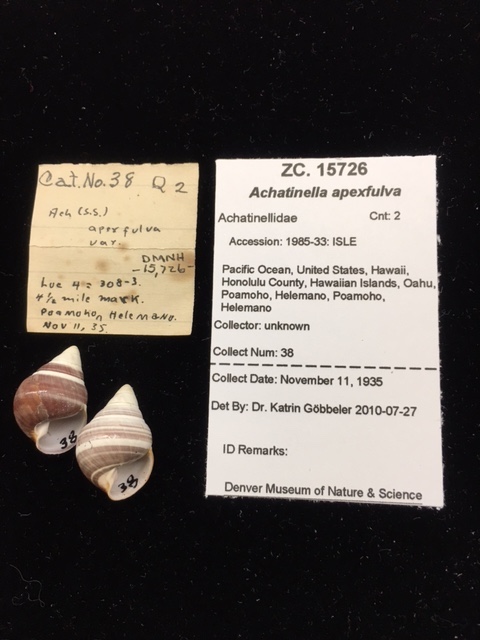 Cat. No. 38 Q 2
Ach (S.S.)
apexfulva
var.
DMNH
-15,726-
Loc 4 = 308-3.
4 1/2 mile mark.
Poamoho, Helemano.
Nov 11, 35.
ZC. 15726
Achatinella apexfulva
Achatinellidae Cnt: 2
Accession: 1985-33: ISLE
Pacific Ocean, United States, Hawaii,
Honolulu County, Hawaiian Islands, Oahu,
Poamoho, Helemano, Poamoho,
Helemano
Collector: unknown
Collect Num: 38
Collect Date: November 11, 1935
Det By: Dr. Katrin Göbbeler 2010-07-27
ID Remarks:
Denver Museum of Nature & Science
38
38